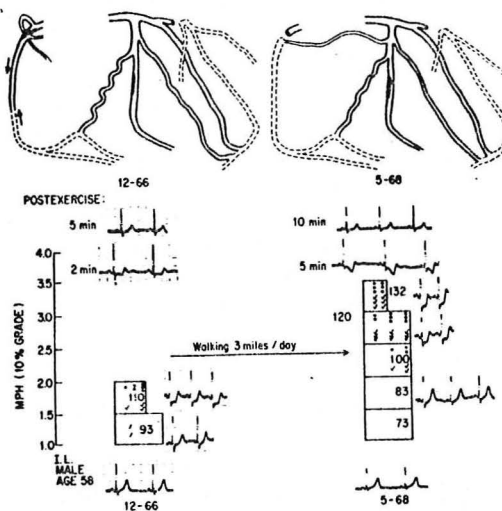 12-66
5-68
POSTEXERCISE:
5 min
2 min
10 min
5 min
MPH (10% GRADE)
4.0
3.5
3.0
2.5
2.0
1.5
1.0
110
93
Walking 3 miles / day
132
120
100
83
73
I.L.
MALE
AGE 58
12-66
5-68